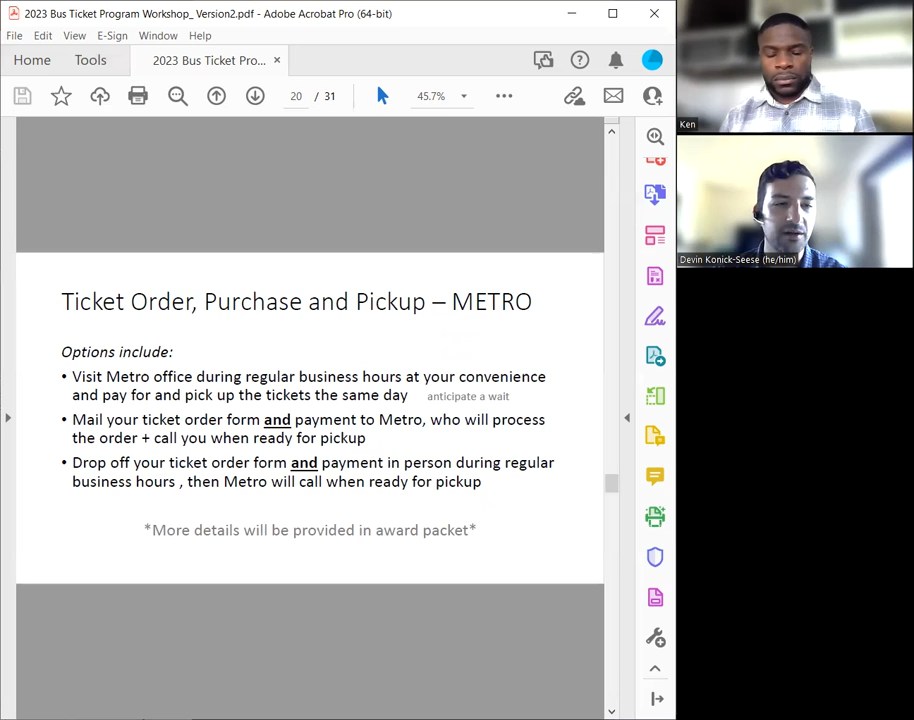 2023 Bus Ticket Program Workshop_ Version2.pdf - Adobe Acrobat Pro (64-bit)
File Edit View E-Sign Window Help
Home Tools 2023 Bus Ticket Pro... ×
20 / 31 45.7%
Ticket Order, Purchase and Pickup – METRO
Options include:
• Visit Metro office during regular business hours at your convenience
and pay for and pick up the tickets the same day anticipate a wait
• Mail your ticket order form and payment to Metro, who will process
the order + call you when ready for pickup
• Drop off your ticket order form and payment in person during regular
business hours , then Metro will call when ready for pickup
*More details will be provided in award packet*
Ken
Devin Konick-Seese (he/him)